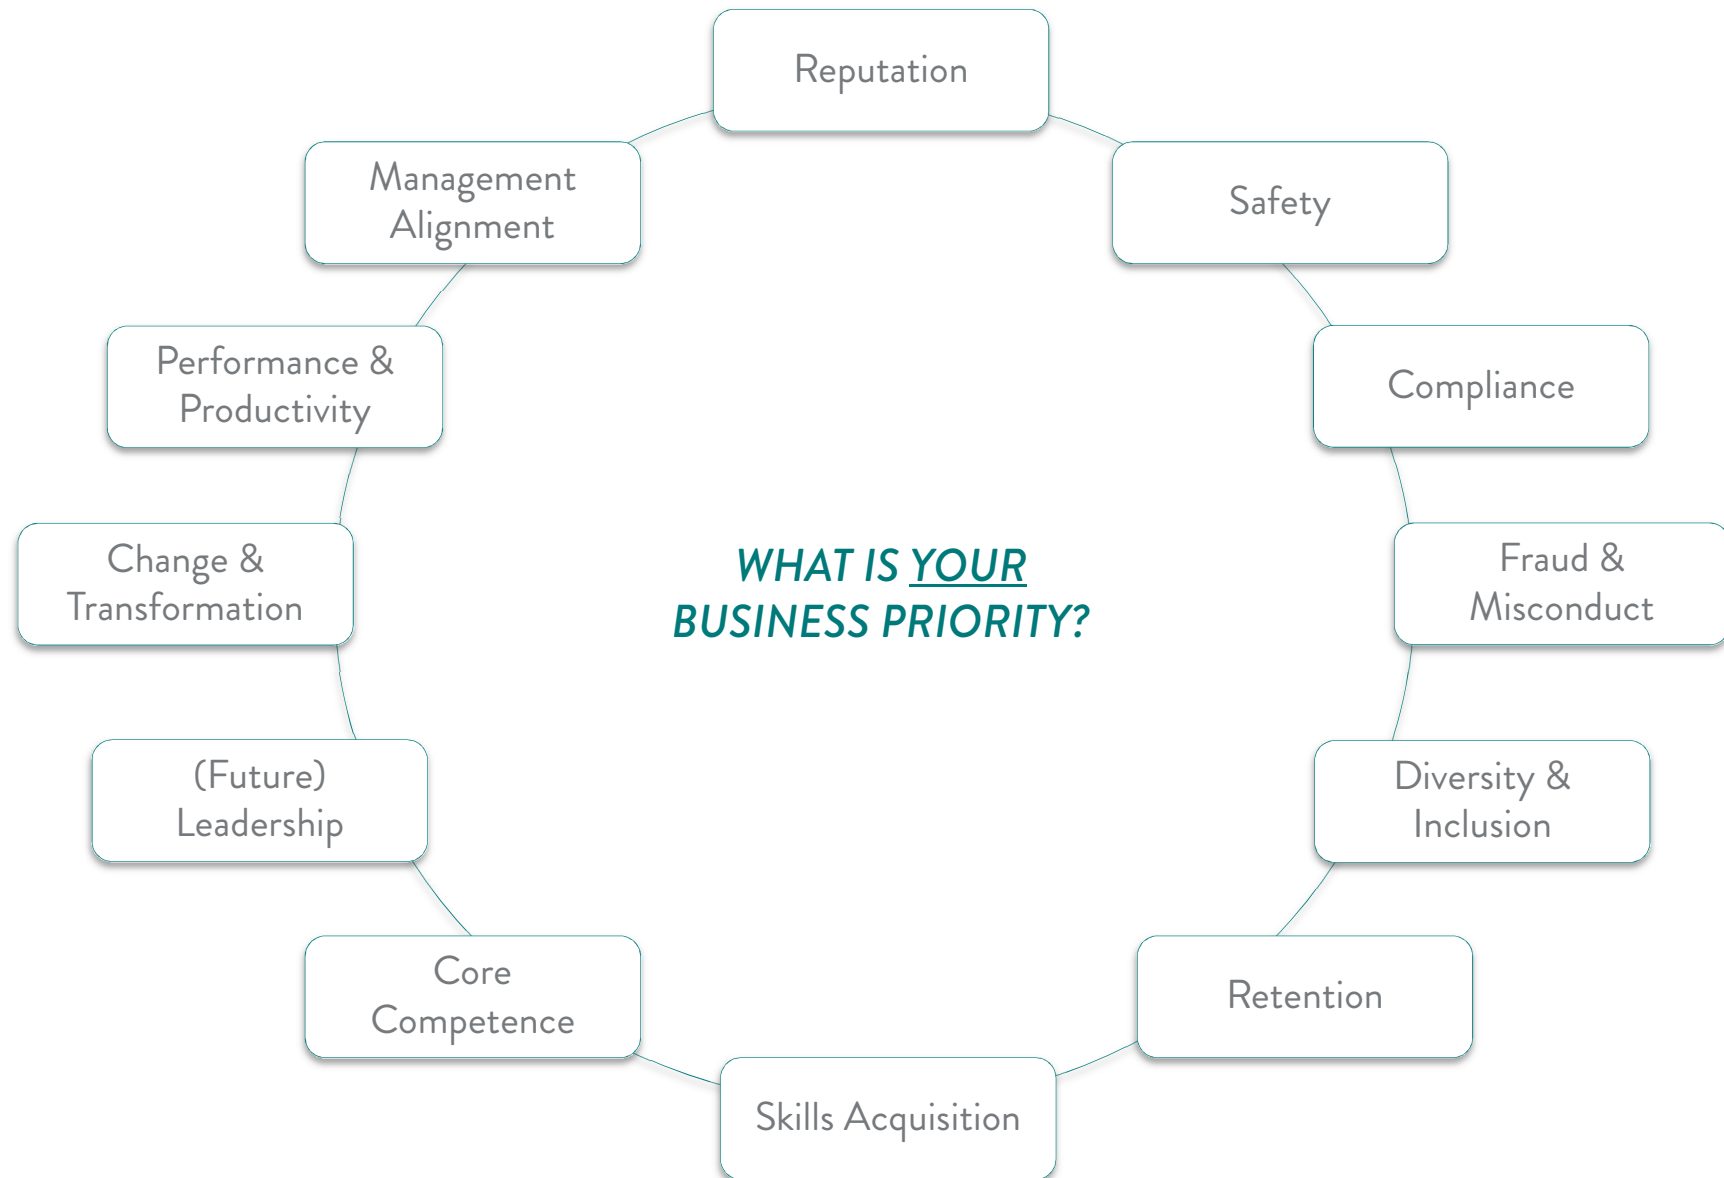 Reputation
Safety
Compliance
Fraud &
Misconduct
Diversity &
Inclusion
Retention
Skills Acquisition
Core
Competence
(Future)
Leadership
Change &
Transformation
Performance &
Productivity
Management
Alignment
WHAT IS YOUR
BUSINESS PRIORITY?